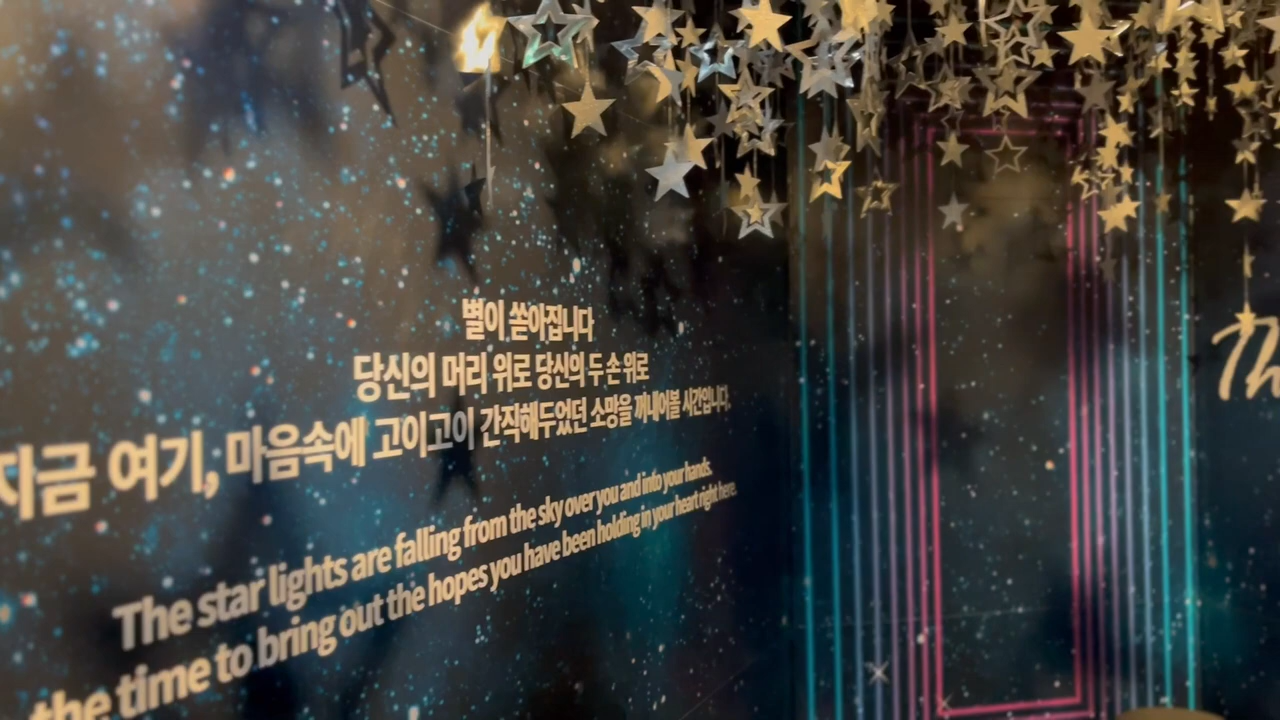 별이 쏟아집니다
당신의 머리 위로 당신의 두 손 위로
지금 여기, 마음속에 고이고이 간직해두었던 소망을 꺼내어볼 시간입니다.
The star lights are falling from the sky over you and into your hands.
the time to bring out the hopes you have been holding in your heart right here.